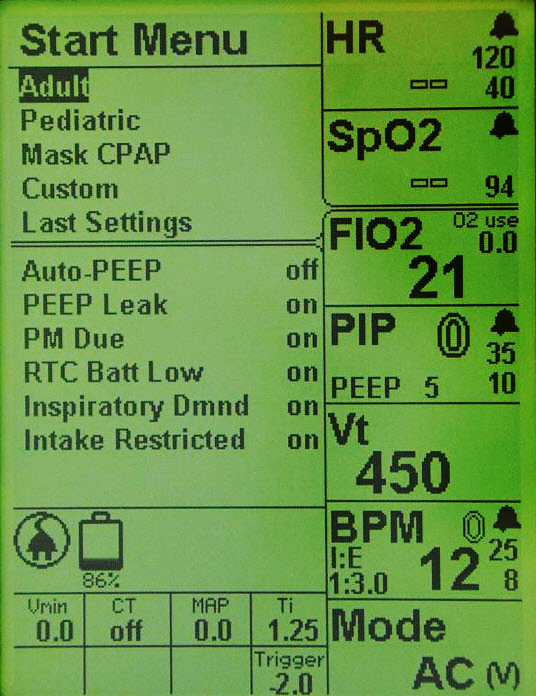 Start Menu
Adult
Pediatric
Mask CPAP
Custom
Last Settings
Auto-PEEP off
PEEP Leak on
PM Due on
RTC Batt Low on
Inspiratory Dmnd on
Intake Restricted on
86%
Vmin CT MAP Ti
0.0 off 0.0 1.25
Trigger
-2.0
HR
120
-- 40
SpO2
-- 94
FIO2 O2 use
0.0
21
PIP 0
35
PEEP 5 10
Vt
450
BPM 0
I:E 12 25
1:3.0 8
Mode
AC (V)